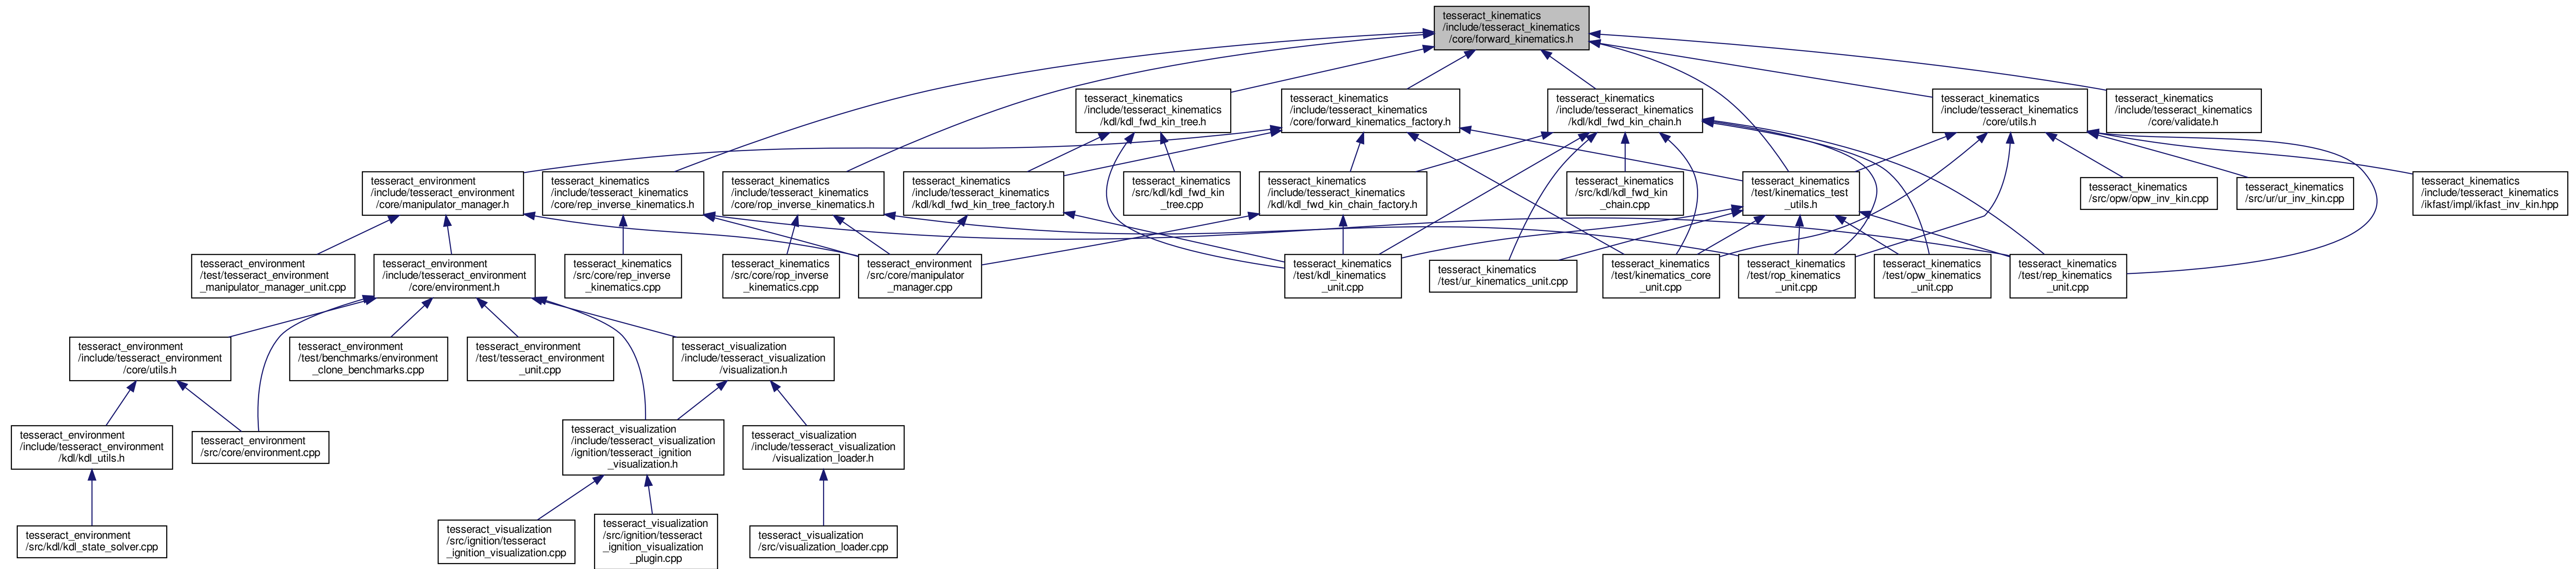 tesseract_kinematics
/include/tesseract_kinematics
/core/forward_kinematics.h
tesseract_kinematics
/include/tesseract_kinematics
/kdl/kdl_fwd_kin_tree.h
tesseract_kinematics
/include/tesseract_kinematics
/core/forward_kinematics_factory.h
tesseract_kinematics
/include/tesseract_kinematics
/kdl/kdl_fwd_kin_chain.h
tesseract_kinematics
/include/tesseract_kinematics
/core/utils.h
tesseract_kinematics
/include/tesseract_kinematics
/core/validate.h
tesseract_environment
/include/tesseract_environment
/core/manipulator_manager.h
tesseract_kinematics
/include/tesseract_kinematics
/core/rep_inverse_kinematics.h
tesseract_kinematics
/include/tesseract_kinematics
/core/rop_inverse_kinematics.h
tesseract_kinematics
/include/tesseract_kinematics
/kdl/kdl_fwd_kin_tree_factory.h
tesseract_kinematics
/src/kdl/kdl_fwd_kin
_tree.cpp
tesseract_kinematics
/include/tesseract_kinematics
/kdl/kdl_fwd_kin_chain_factory.h
tesseract_kinematics
/src/kdl/kdl_fwd_kin
_chain.cpp
tesseract_kinematics
/test/kinematics_test
_utils.h
tesseract_kinematics
/src/opw/opw_inv_kin.cpp
tesseract_kinematics
/src/ur/ur_inv_kin.cpp
tesseract_kinematics
/include/tesseract_kinematics
/ikfast/impl/ikfast_inv_kin.hpp
tesseract_environment
/test/tesseract_environment
_manipulator_manager_unit.cpp
tesseract_environment
/include/tesseract_environment
/core/environment.h
tesseract_kinematics
/src/core/rep_inverse
_kinematics.cpp
tesseract_kinematics
/src/core/rop_inverse
_kinematics.cpp
tesseract_environment
/src/core/manipulator
_manager.cpp
tesseract_kinematics
/test/kdl_kinematics
_unit.cpp
tesseract_kinematics
/test/ur_kinematics_unit.cpp
tesseract_kinematics
/test/kinematics_core
_unit.cpp
tesseract_kinematics
/test/rop_kinematics
_unit.cpp
tesseract_kinematics
/test/opw_kinematics
_unit.cpp
tesseract_kinematics
/test/rep_kinematics
_unit.cpp
tesseract_environment
/include/tesseract_environment
/core/utils.h
tesseract_environment
/test/benchmarks/environment
_clone_benchmarks.cpp
tesseract_environment
/test/tesseract_environment
_unit.cpp
tesseract_visualization
/include/tesseract_visualization
/visualization.h
tesseract_environment
/include/tesseract_environment
/kdl/kdl_utils.h
tesseract_environment
/src/core/environment.cpp
tesseract_visualization
/include/tesseract_visualization
/ignition/tesseract_ignition
_visualization.h
tesseract_visualization
/include/tesseract_visualization
/visualization_loader.h
tesseract_environment
/src/kdl/kdl_state_solver.cpp
tesseract_visualization
/src/ignition/tesseract
_ignition_visualization.cpp
tesseract_visualization
/src/ignition/tesseract
_ignition_visualization
_plugin.cpp
tesseract_visualization
/src/visualization_loader.cpp